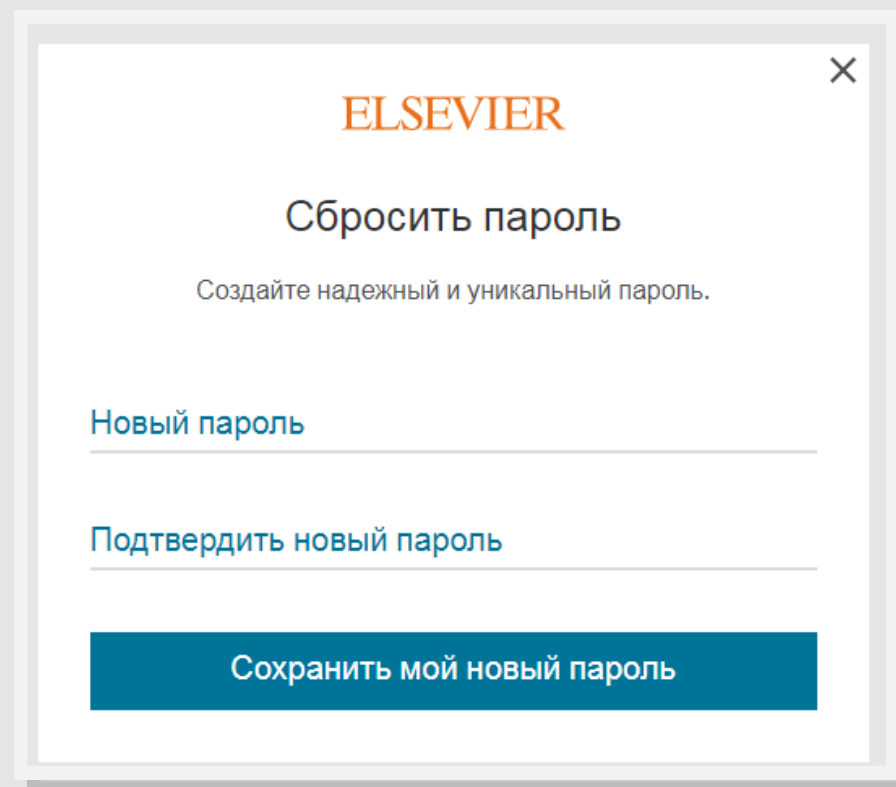 ELSEVIER
Сбросить пароль
Создайте надежный и уникальный пароль.
Новый пароль
Подтвердить новый пароль
Сохранить мой новый пароль